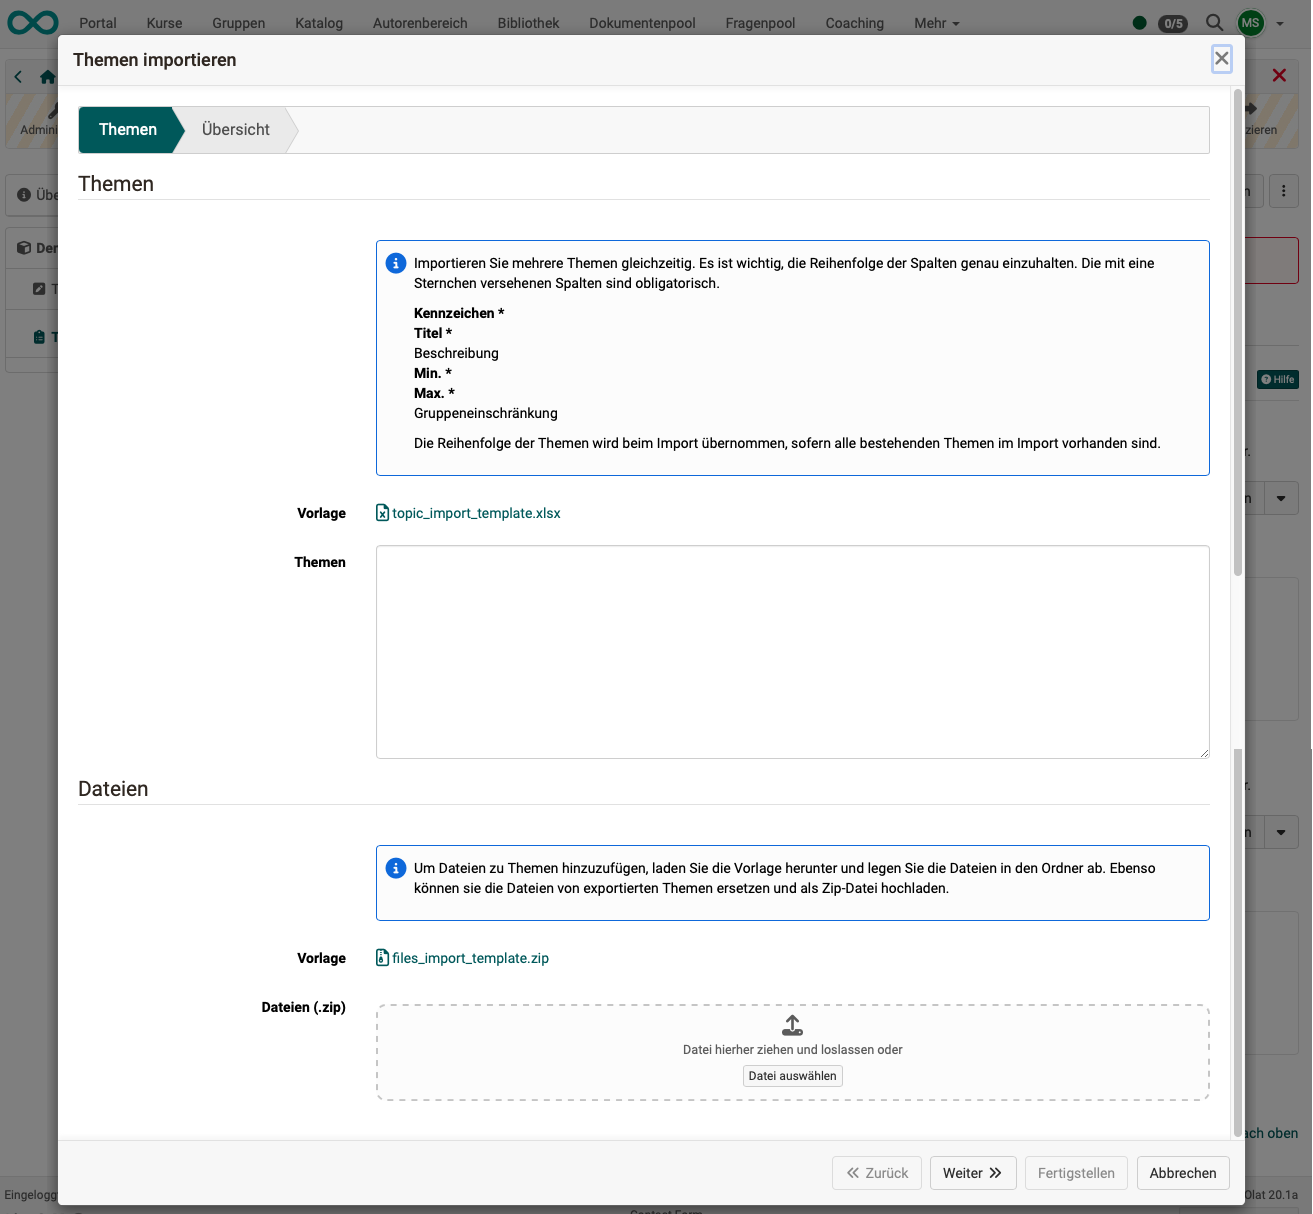 Portal Kurse Gruppen Katalog Autorenbereich Bibliothek Dokumentenpool Fragenpool Coaching Mehr 0/5 MS
Themen importieren
Themen Übersicht
Themen
Importieren Sie mehrere Themen gleichzeitig. Es ist wichtig, die Reihenfolge der Spalten genau einzuhalten. Die mit eine
Sternchen versehenen Spalten sind obligatorisch.
Kennzeichen *
Titel *
Beschreibung
Min. *
Max. *
Gruppeneinschränkung
Die Reihenfolge der Themen wird beim Import übernommen, sofern alle bestehenden Themen im Import vorhanden sind.
Hilfe
Vorlage topic_import_template.xlsx
Themen
Dateien
Um Dateien zu Themen hinzuzufügen, laden Sie die Vorlage herunter und legen Sie die Dateien in den Ordner ab. Ebenso
können sie die Dateien von exportierten Themen ersetzen und als Zip-Datei hochladen.
Vorlage files_import_template.zip
Dateien (.zip)
Datei hierher ziehen und loslassen oder
Datei auswählen
ach oben
Zurück Weiter Fertigstellen Abbrechen
Eingelogg
Olat 20.1a